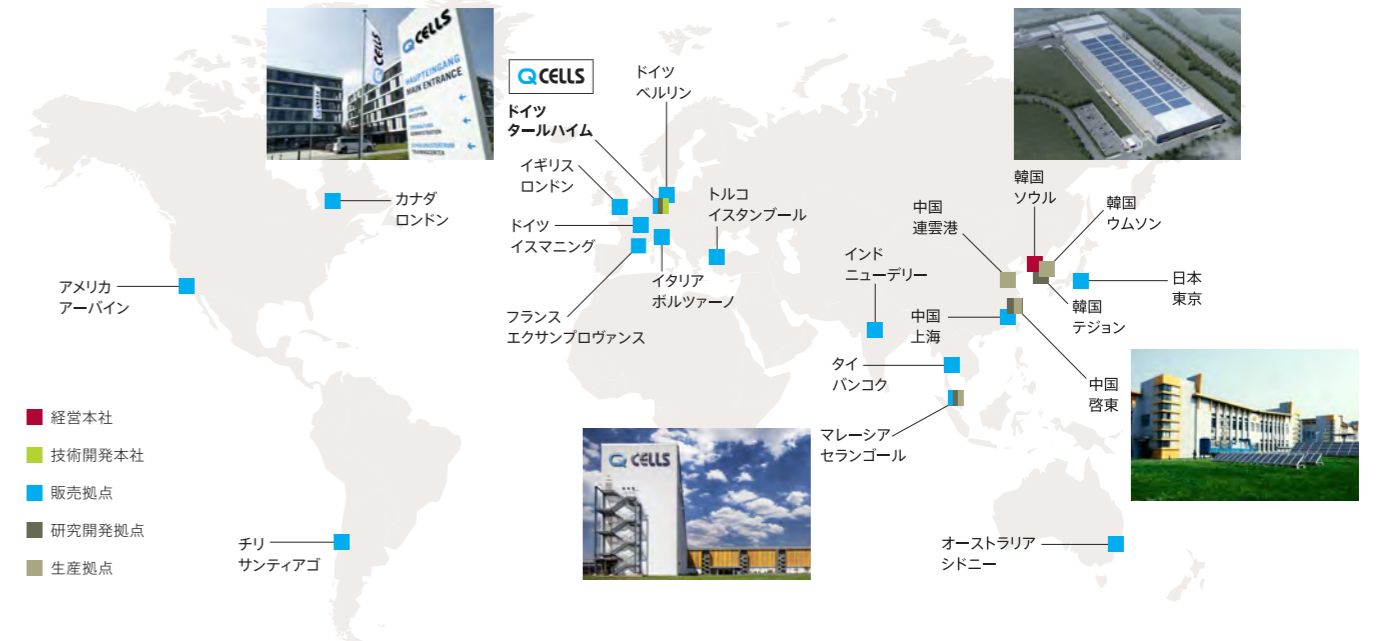 Q CELLS
Q CELLS
HAUPTEINGANG
MAIN ENTRANCE
Q CELLS
ドイツ
タールハイム
ドイツ
ベルリン
イギリス
ロンドン
ドイツ
イスマニング
フランス
エクサンプロヴァンス
イタリア
ボルツァーノ
トルコ
イスタンブール
カナダ
ロンドン
アメリカ
アーバイン
チリ
サンティアゴ
インド
ニューデリー
中国
連雲港
韓国
ソウル
韓国
ウムソン
日本
東京
韓国
テジョン
中国
上海
中国
啓東
タイ
バンコク
マレーシア
セランゴール
オーストラリア
シドニー
Q CELLS
経営本社
技術開発本社
販売拠点
研究開発拠点
生産拠点